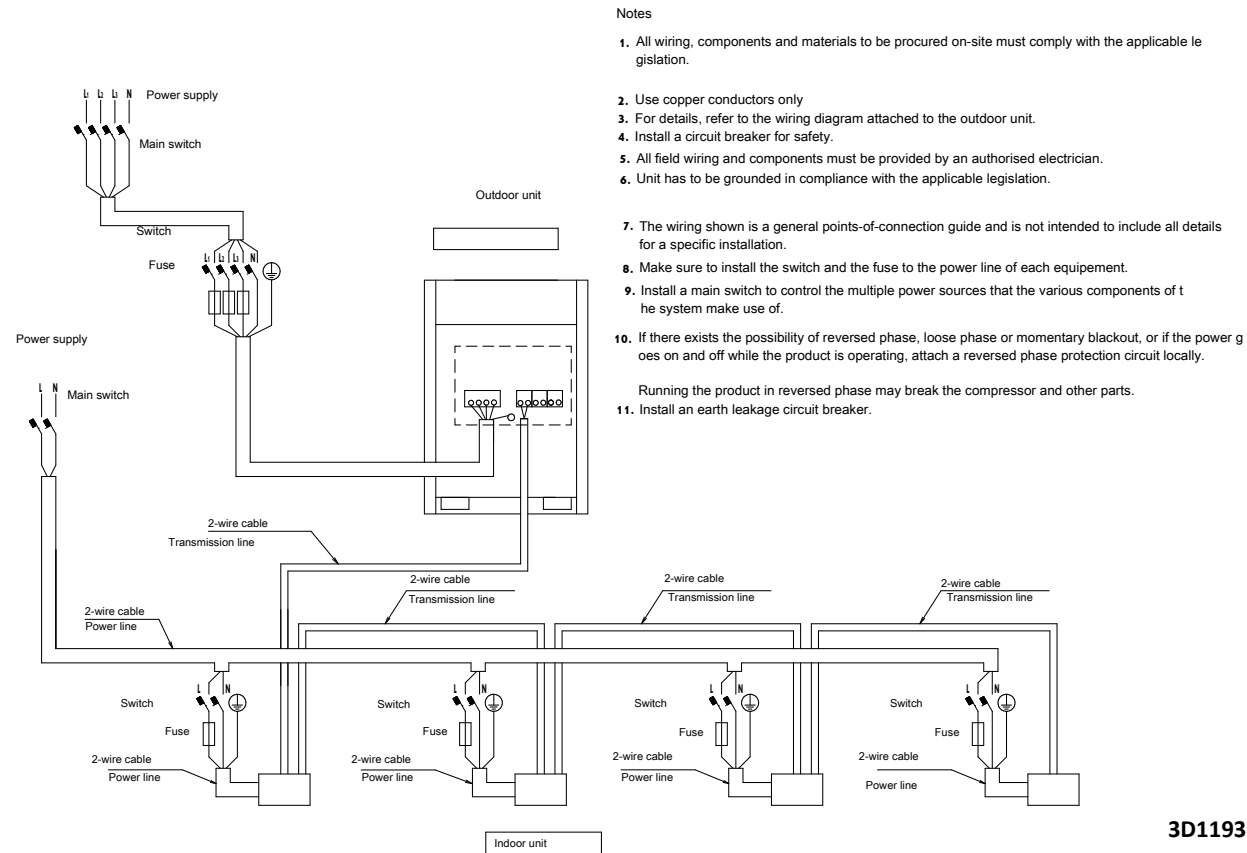 Notes
1. All wiring, components and materials to be procured on-site must comply with the applicable le
gislation.
2. Use copper conductors only
3. For details, refer to the wiring diagram attached to the outdoor unit.
4. Install a circuit breaker for safety.
5. All field wiring and components must be provided by an authorised electrician.
6. Unit has to be grounded in compliance with the applicable legislation.
7. The wiring shown is a general points-of-connection guide and is not intended to include all details
for a specific installation.
8. Make sure to install the switch and the fuse to the power line of each equipement.
9. Install a main switch to control the multiple power sources that the various components of t
he system make use of.
10. If there exists the possibility of reversed phase, loose phase or momentary blackout, or if the power g
oes on and off while the product is operating, attach a reversed phase protection circuit locally.
Running the product in reversed phase may break the compressor and other parts.
11. Install an earth leakage circuit breaker.
L1 L2 L3 N Power supply
Main switch
Outdoor unit
Switch
L1 L2 L3 N
Fuse
Power supply
L N
Main switch
2-wire cable
Transmission line
2-wire cable
Transmission line
2-wire cable
Transmission line
2-wire cable
Transmission line
2-wire cable
Power line
L N
L N
L N
L N
Switch
Switch
Switch
Switch
Fuse
Fuse
Fuse
Fuse
2-wire cable
Power line
2-wire cable
Power line
2-wire cable
Power line
2-wire cable
Power line
Indoor unit
3D1193